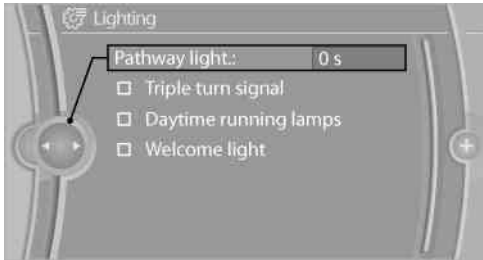 Lighting
Pathway light.: 0 s
Triple turn signal
Daytime running lamps
Welcome light